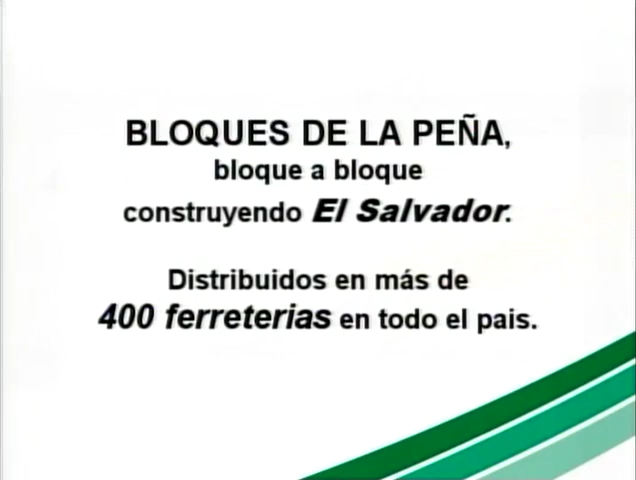 BLOQUES DE LA PEÑA,
bloque a bloque
construyendo El Salvador.
Distribuidos en más de
400 ferreterias en todo el pais.